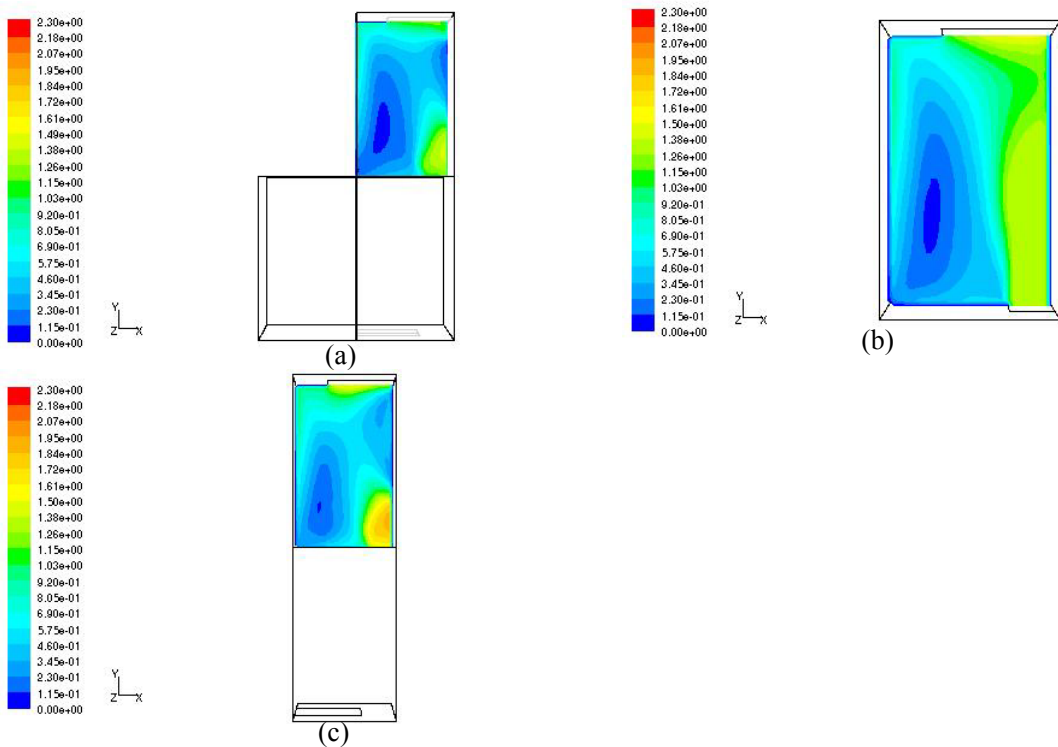 2.30e+00
2.18e+00
2.07e+00
1.95e+00
1.84e+00
1.72e+00
1.61e+00
1.49e+00
1.38e+00
1.26e+00
1.15e+00
1.03e+00
9.20e-01
8.05e-01
6.90e-01
5.75e-01
4.60e-01
3.45e-01
2.30e-01
1.15e-01
0.00e+00
Y
Z X
(a)
2.30e+00
2.18e+00
2.07e+00
1.95e+00
1.84e+00
1.72e+00
1.61e+00
1.50e+00
1.38e+00
1.26e+00
1.15e+00
1.03e+00
9.20e-01
8.05e-01
6.90e-01
5.75e-01
4.60e-01
3.45e-01
2.30e-01
1.15e-01
0.00e+00
Y
Z X
(b)
2.30e+00
2.18e+00
2.07e+00
1.95e+00
1.84e+00
1.72e+00
1.61e+00
1.50e+00
1.38e+00
1.26e+00
1.15e+00
1.03e+00
9.20e-01
8.05e-01
6.90e-01
5.75e-01
4.60e-01
3.45e-01
2.30e-01
1.15e-01
0.00e+00
Y
Z X
(c)